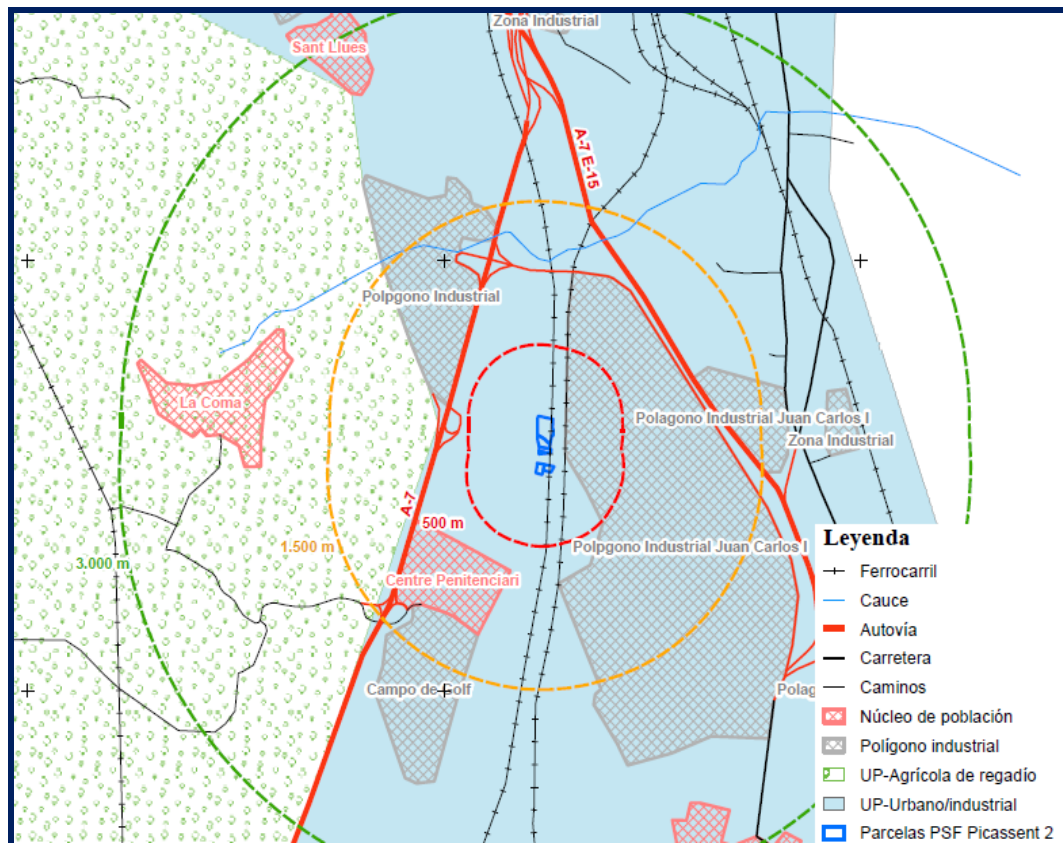 Zona Industrial
Sant Llues
A-7 E-15
Polpgono Industrial
La Coma
Polagono Industrial Juan Carlos I
Zona Industrial
A-7
500 m
1.500 m
Polpgono Industrial Juan Carlos I
3.000 m
Centre Penitenciari
Campo de Golf
Polag
Leyenda
Ferrocarril
Cauce
Autovía
Carretera
Caminos
Núcleo de población
Polígono industrial
UP-Agrícola de regadío
UP-Urbano/industrial
Parcelas PSF Picassent 2